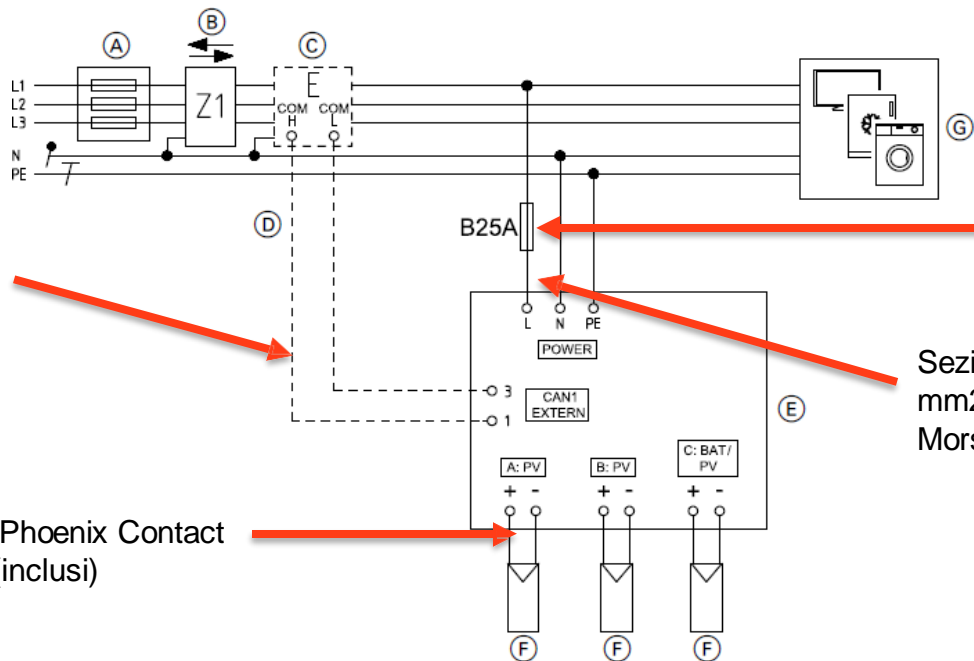 A
B
C
L1
L2
L3
N
PE
Z1
E
COM COM
H L
G
D
B25A
L N PE
POWER
3
CAN1
EXTERN
1
E
A: PV
B: PV
C: BAT/
PV
+ - + - + -
F F F
Phoenix Contact
inclusi)
mm2